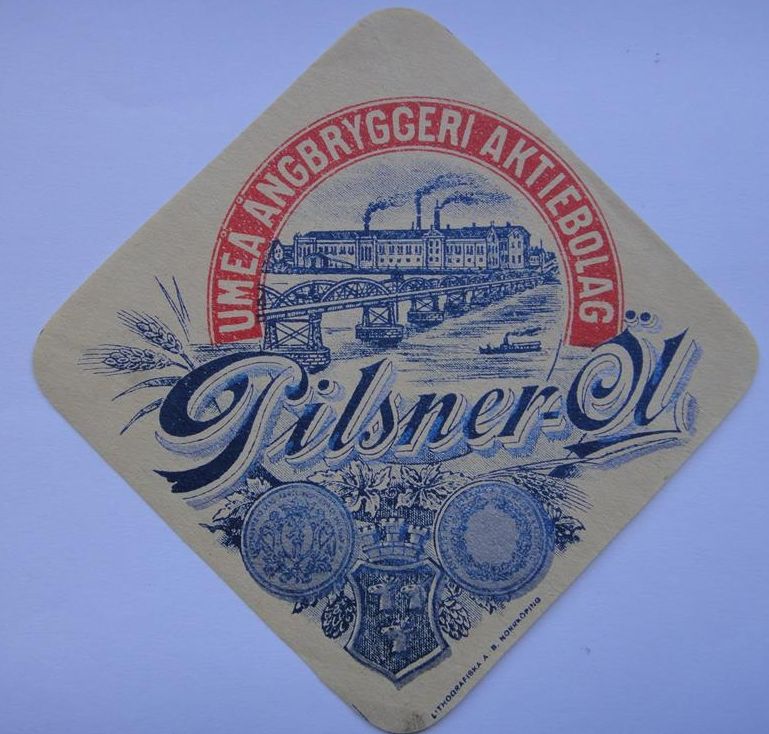 UMEÅ ÅNGBRYGGERI AKTIEBOLAG
Pilsner-Öl
LITHOGRAFISKA A. B. NORRKÖPING